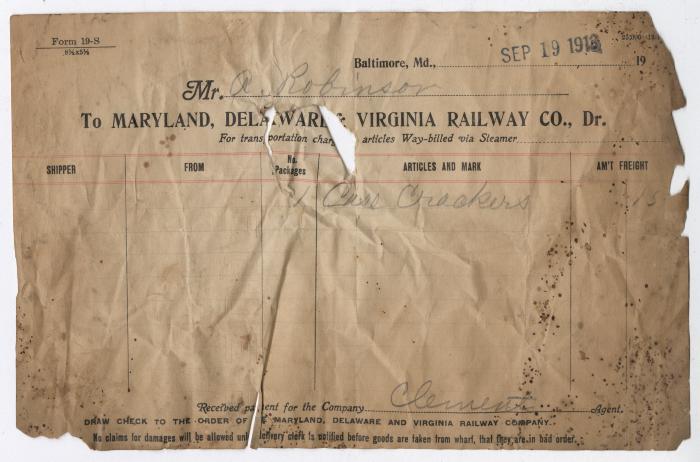 Form 19-S
8½x5½
SEP 19 1913
Baltimore, Md., 19
Mr. A. Robinson
To MARYLAND, DELAWARE & VIRGINIA RAILWAY CO., Dr.
For transportation charges articles Way-billed via Steamer
SHIPPER FROM No. Packages ARTICLES AND MARK AM'T FREIGHT
1 Case Crackers 15
Received pa ent for the Company Clement Agent.
DRAW CHECK TO THE ORDER OF THE MARYLAND, DELAWARE AND VIRGINIA RAILWAY COMPANY.
No claims for damages will be allowed unless delivery clerk is notified before goods are taken from wharf, that they are in bad order.